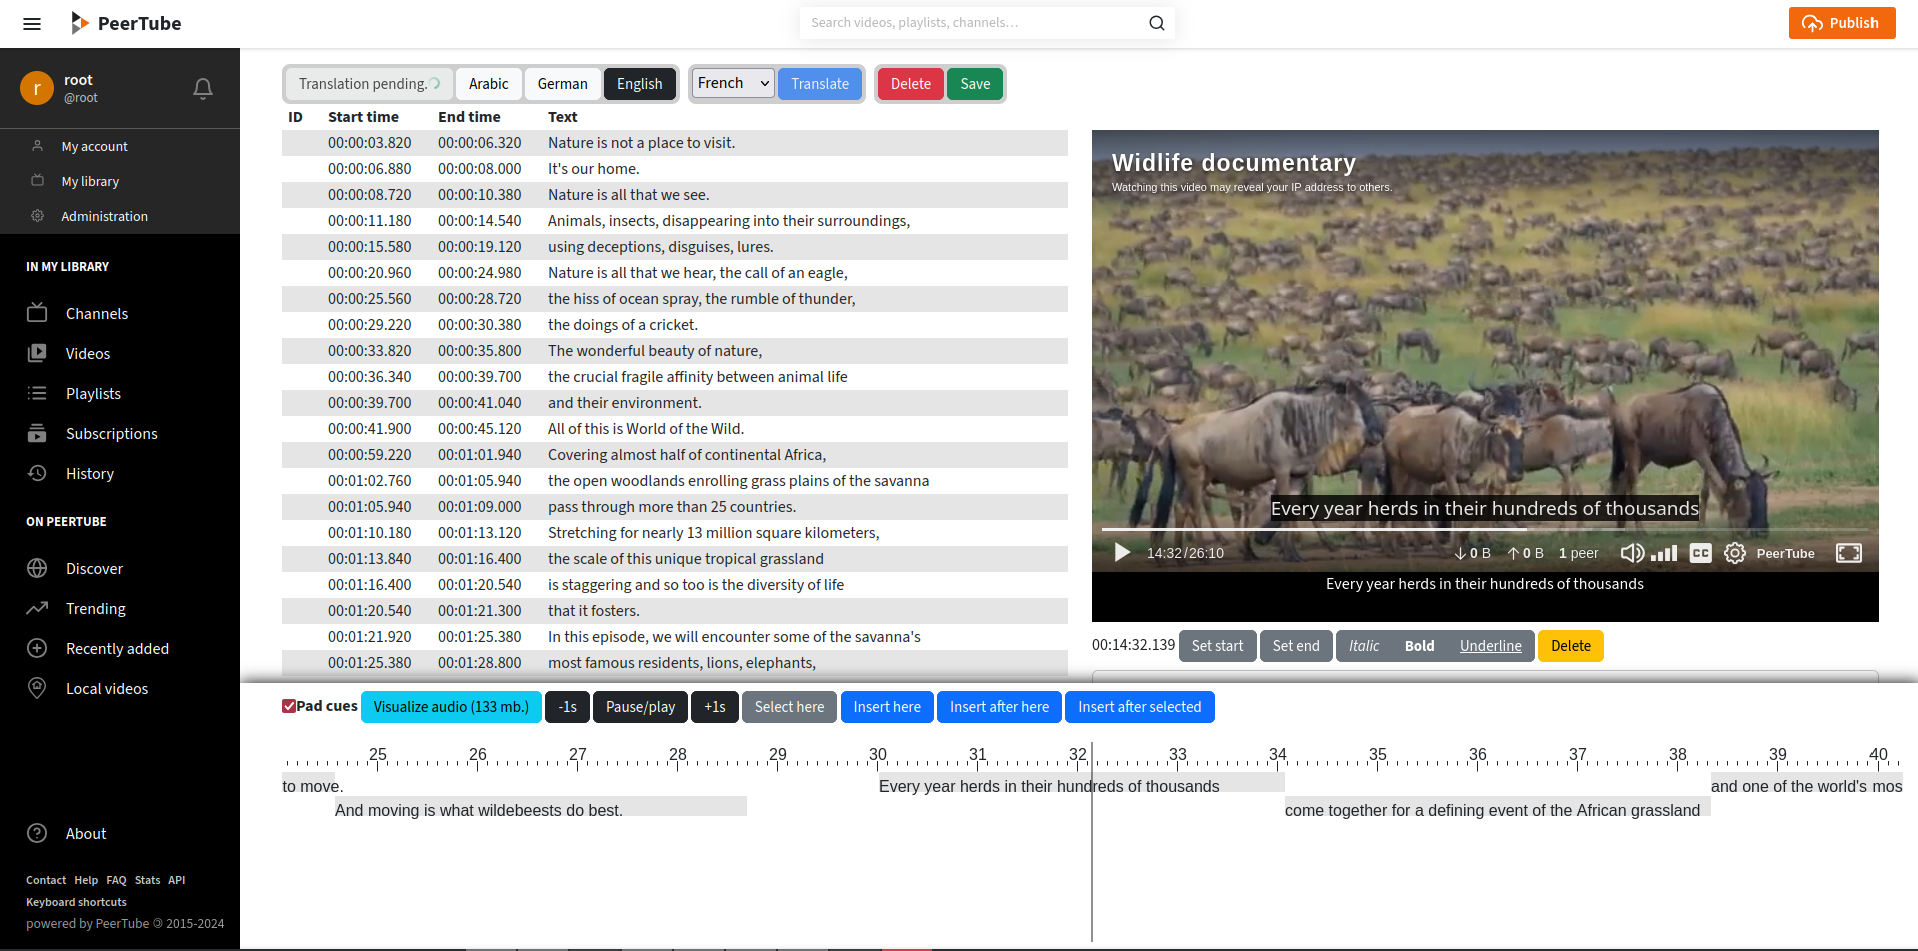 PeerTube
Search videos, playlists, channels…
Publish
r
root
@root
My account
My library
Administration
IN MY LIBRARY
Channels
Videos
Playlists
Subscriptions
History
ON PEERTUBE
Discover
Trending
Recently added
Local videos
About
Contact Help FAQ Stats API
Keyboard shortcuts
powered by PeerTube © 2015-2024
Translation pending. Arabic German English French Translate Delete Save
ID Start time End time Text
00:00:03.820 00:00:06.320 Nature is not a place to visit.
00:00:06.880 00:00:08.000 It's our home.
00:00:08.720 00:00:10.380 Nature is all that we see.
00:00:11.180 00:00:14.540 Animals, insects, disappearing into their surroundings,
00:00:15.580 00:00:19.120 using deceptions, disguises, lures.
00:00:20.960 00:00:24.980 Nature is all that we hear, the call of an eagle,
00:00:25.560 00:00:28.720 the hiss of ocean spray, the rumble of thunder,
00:00:29.220 00:00:30.380 the doings of a cricket.
00:00:33.820 00:00:35.800 The wonderful beauty of nature,
00:00:36.340 00:00:39.700 the crucial fragile affinity between animal life
00:00:39.700 00:00:41.040 and their environment.
00:00:41.900 00:00:45.120 All of this is World of the Wild.
00:00:59.220 00:01:01.940 Covering almost half of continental Africa,
00:01:02.760 00:01:05.940 the open woodlands enrolling grass plains of the savanna
00:01:05.940 00:01:09.000 pass through more than 25 countries.
00:01:10.180 00:01:13.120 Stretching for nearly 13 million square kilometers,
00:01:13.840 00:01:16.400 the scale of this unique tropical grassland
00:01:16.400 00:01:20.540 is staggering and so too is the diversity of life
00:01:20.540 00:01:21.300 that it fosters.
00:01:21.920 00:01:25.380 In this episode, we will encounter some of the savanna's
00:01:25.380 00:01:28.800 most famous residents, lions, elephants,
Widlife documentary
Watching this video may reveal your IP address to others.
Every year herds in their hundreds of thousands
14:32/26:10 ↓ 0 B ↑ 0 B 1 peer CC PeerTube
Every year herds in their hundreds of thousands
00:14:32.139 Set start Set end Italic Bold Underline Delete
Pad cues Visualize audio (133 mb.) -1s Pause/play +1s Select here Insert here Insert after here Insert after selected
25 26 27 28 29 30 31 32 33 34 35 36 37 38 39 40
to move. Every year herds in their hundreds of thousands and one of the world's mos
And moving is what wildebeests do best. come together for a defining event of the African grassland